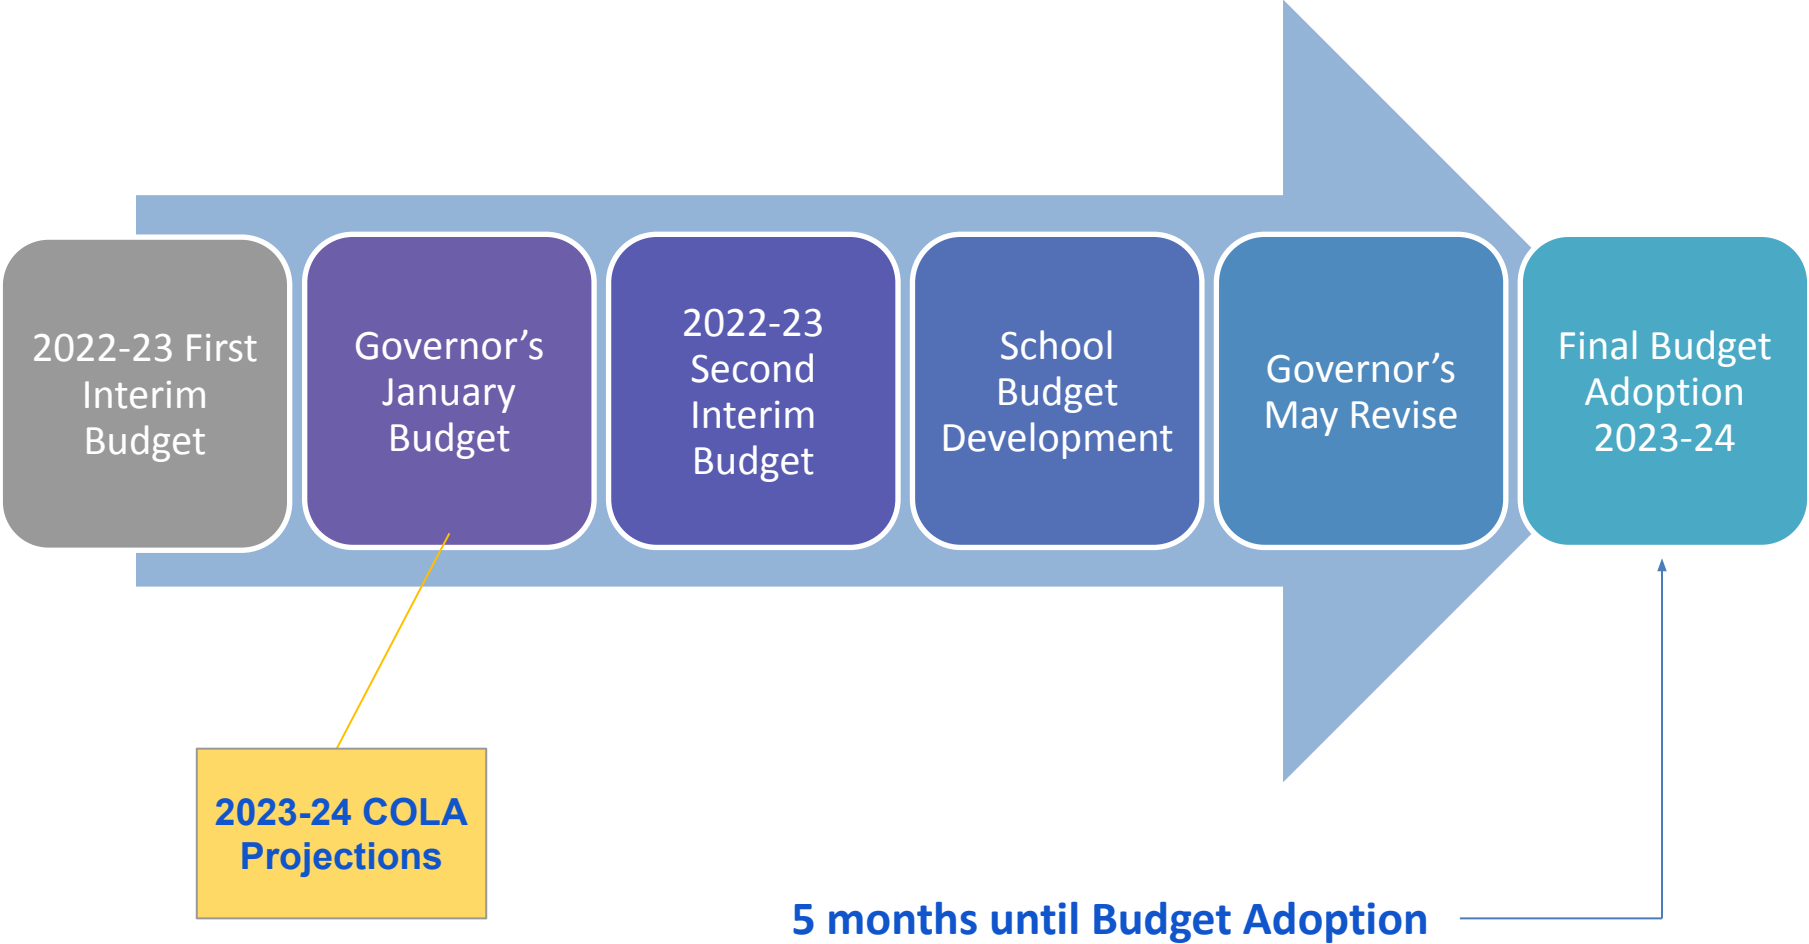 2022-23 First
Interim
Budget
Governor’s
January
Budget
2022-23
Second
Interim
Budget
School
Budget
Development
Governor’s
May Revise
Final Budget
Adoption
2023-24
2023-24 COLA
Projections
5 months until Budget Adoption